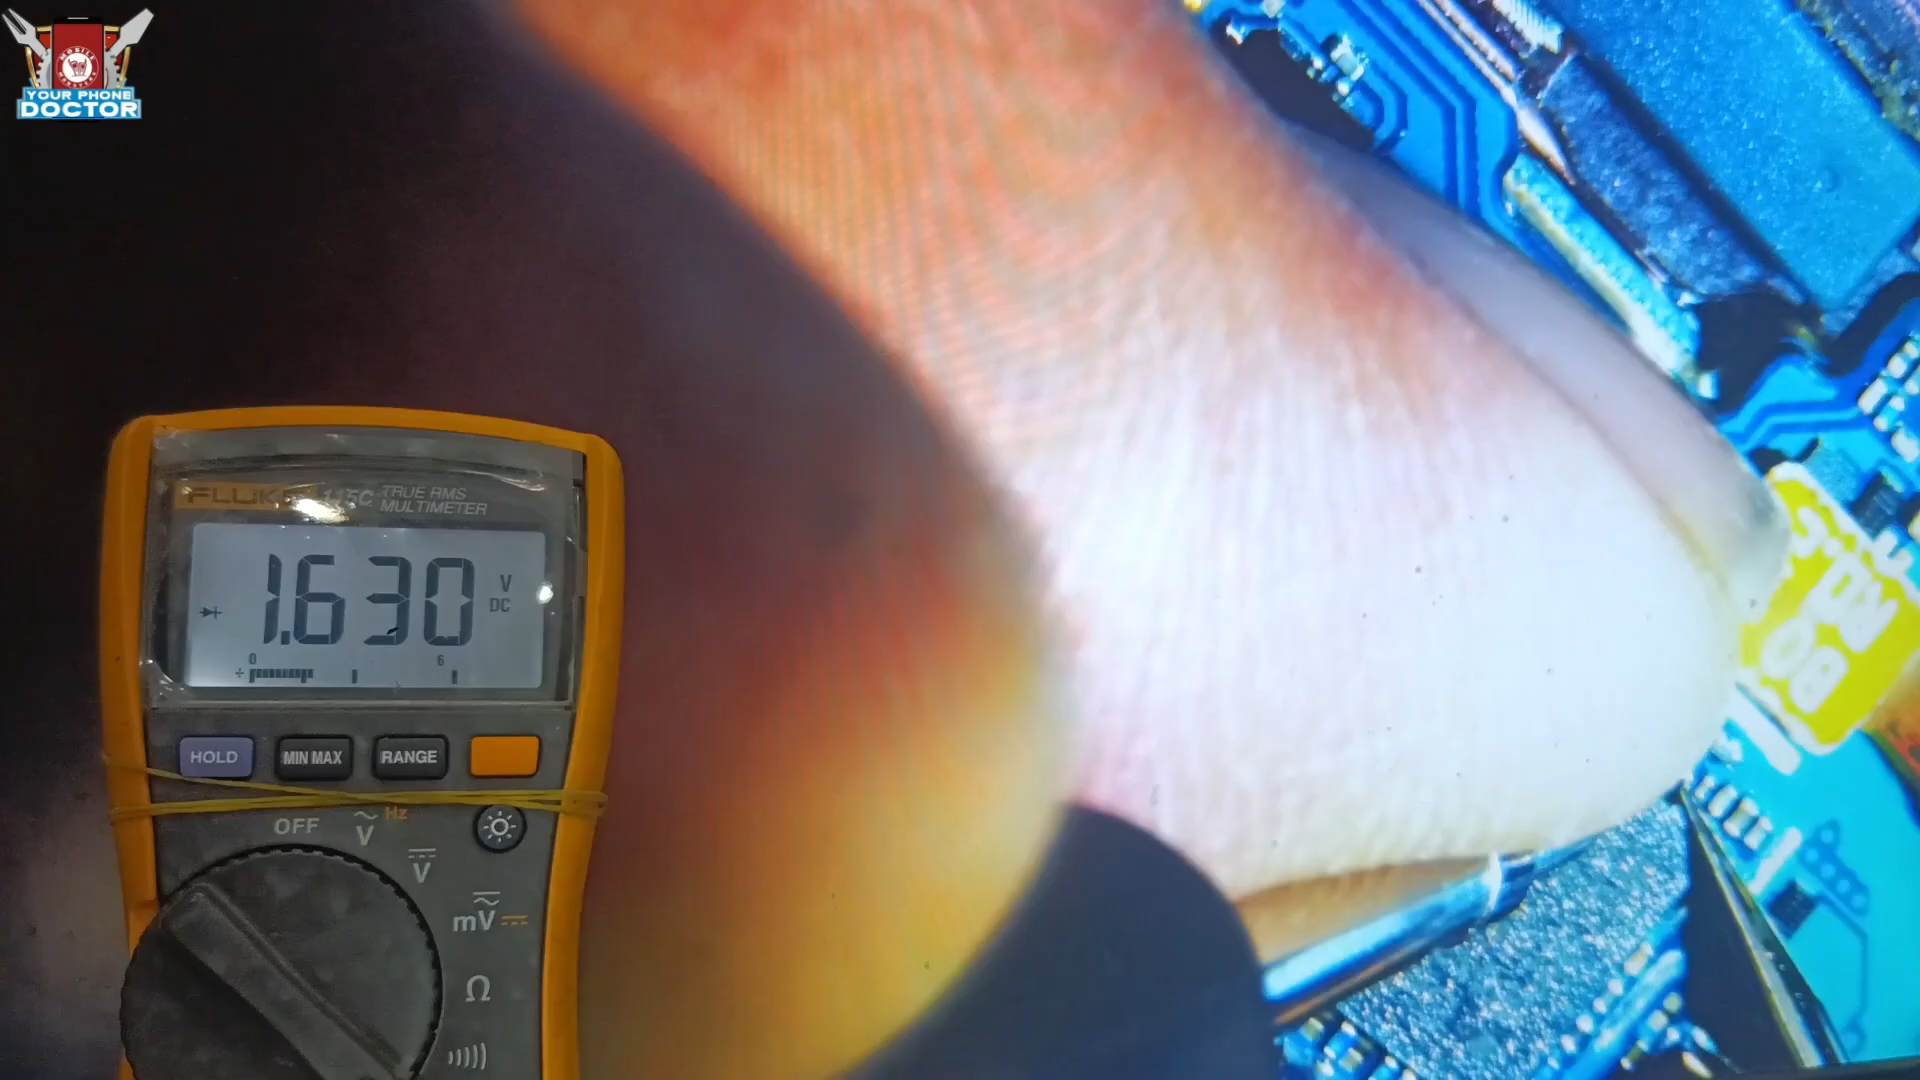 YOUR PHONE
DOCTOR
FLUKE 115C TRUE RMS
MULTIMETER
1.630 V
DC
0 6
HOLD MIN MAX RANGE
OFF V Hz
V
mV
Ω